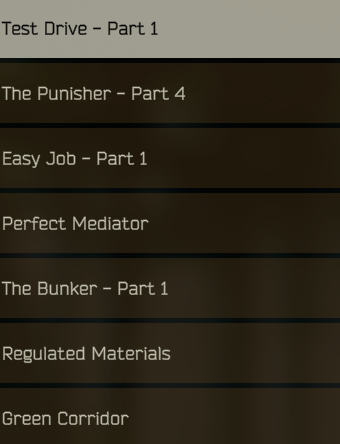 Test Drive - Part 1
The Punisher - Part 4
Easy Job - Part 1
Perfect Mediator
The Bunker - Part 1
Regulated Materials
Green Corridor